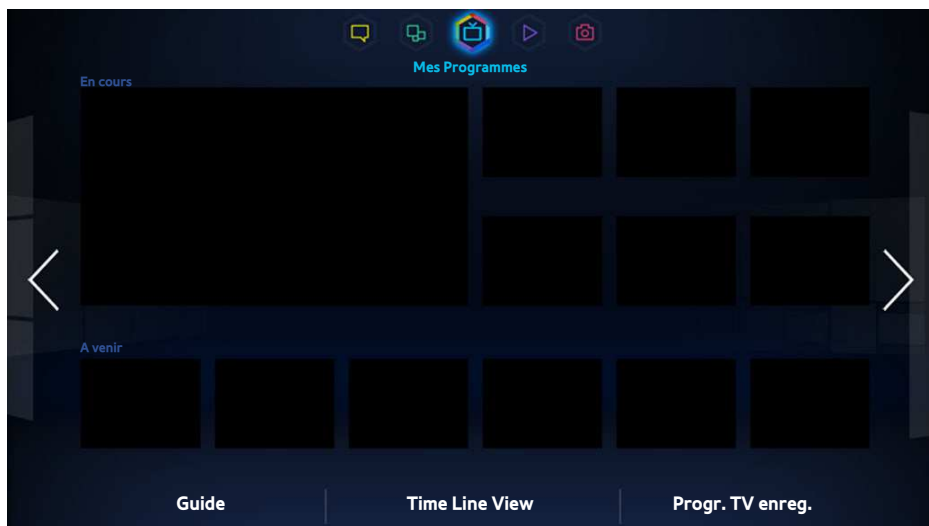 Mes Programmes
En cours
A venir
Guide
Time Line View
Progr. TV enreg.